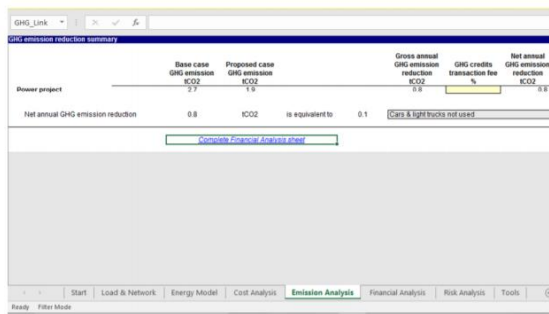 GHG_Link
fx
GHG emission reduction summary
Base case GHG emission tCO2 Proposed case GHG emission tCO2 Gross annual GHG emission reduction tCO2 GHG credits transaction fee % Net annual GHG emission reduction tCO2
Power project 2.7 1.9 0.8 0.8
Net annual GHG emission reduction 0.8 tCO2 is equivalent to 0.1 Cars & light trucks not used
Complete Financial Analysis sheet
Start Load & Network Energy Model Cost Analysis Emission Analysis Financial Analysis Risk Analysis Tools
Ready Filter Mode